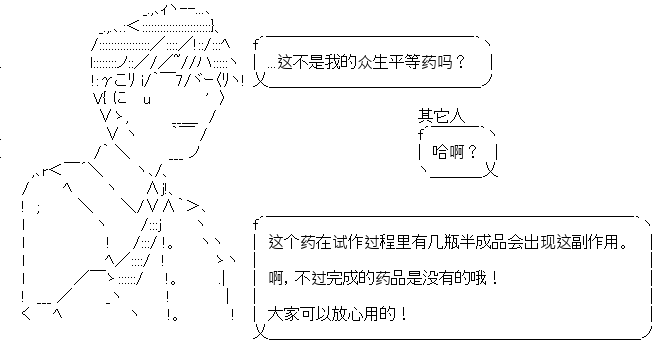 …这不是我的众生平等药吗？
其它人
哈啊？
这个药在试作过程里有几瓶半成品会出现这副作用。
啊，不过完成的药品是没有的哦！
大家可以放心用的！